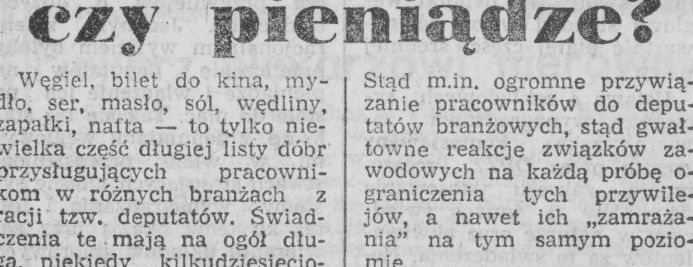 czy pieniądze?
Węgiel, bilet do kina, my-
dło, ser, masło, sól, wędliny,
zapałki, nafta — to tylko nie-
wielka część długiej listy dóbr
przysługujących pracowni-
kom w różnych branżach z
racji tzw. deputatów. Świad-
czenia te mają na ogół dłu-
gą, niekiedy kilkudziesięcio-
Stąd m.in. ogromne przywią-
zanie pracowników do depu-
tatów branżowych, stąd gwał-
towne reakcje związków za-
wodowych na każdą próbę o-
graniczenia tych przywile-
jów, a nawet ich „zamraża-
nia” na tym samym pozio-
mie.